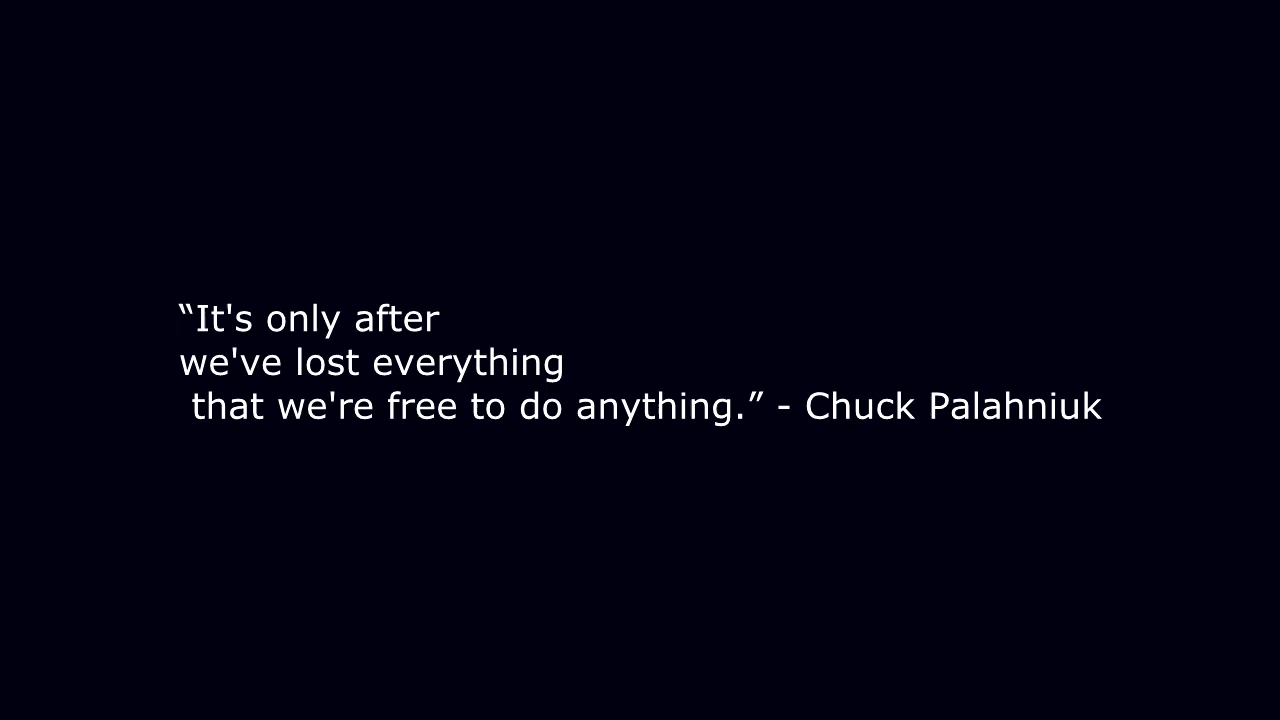 “It's only after
we've lost everything
that we're free to do anything.” - Chuck Palahniuk